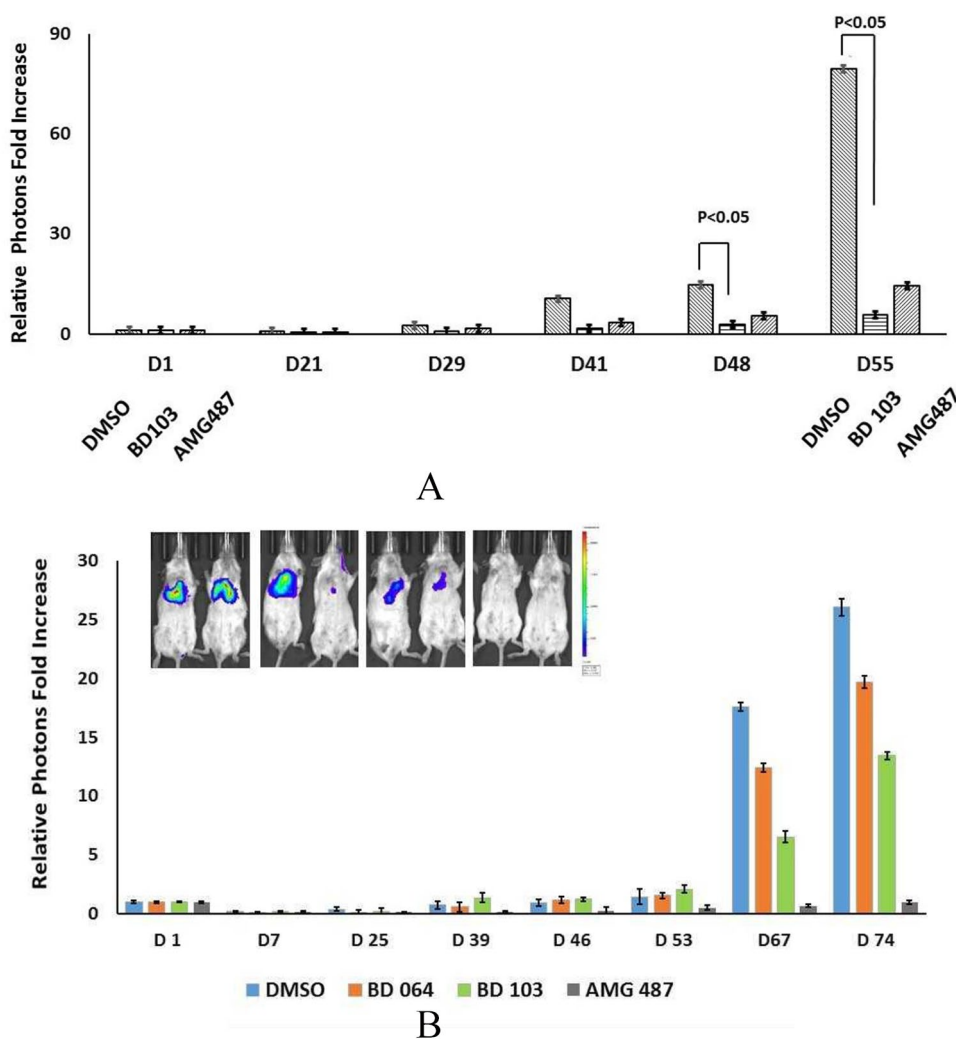 Relative Photons Fold Increase
90
60
30
0
P<0.05
P<0.05
D1 D21 D29 D41 D48 D55
DMSO BD103 AMG487 DMSO BD 103 AMG487
A
Relative Photons Fold Increase
30
25
20
15
10
5
0
D 1 D7 D 25 D 39 D 46 D 53 D67 D 74
DMSO BD 064 BD 103 AMG 487
B